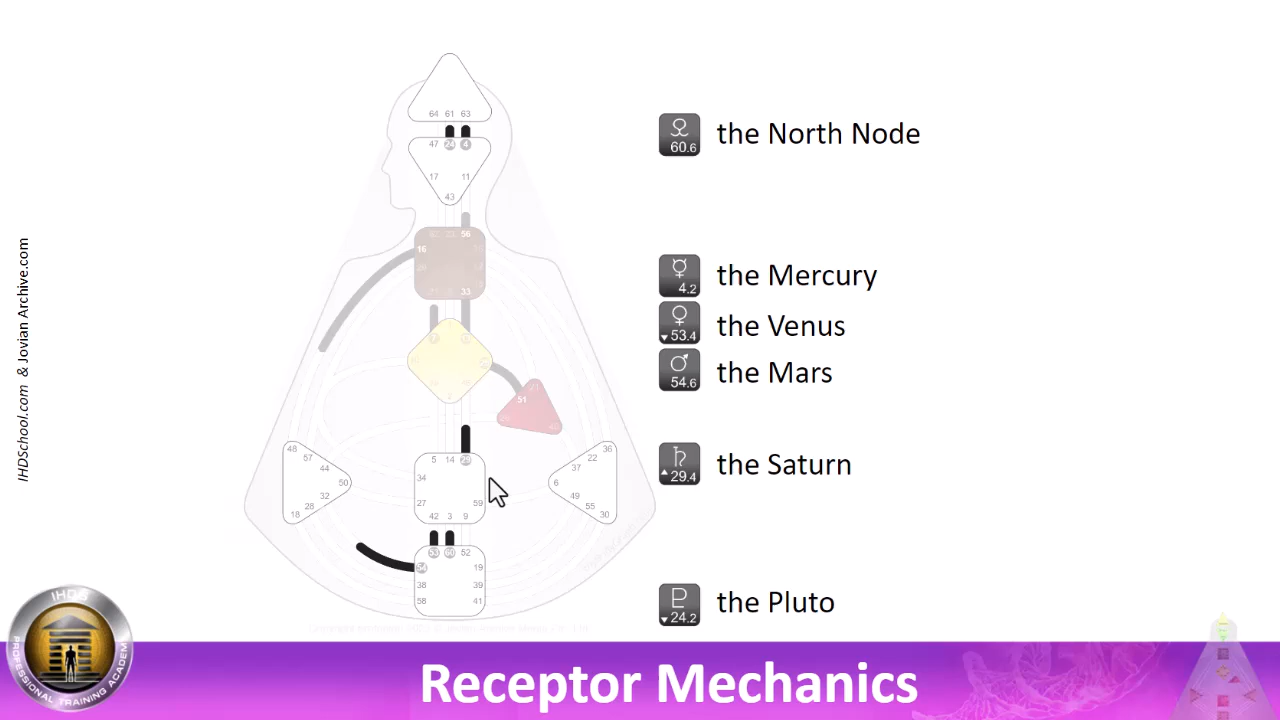 64 61 63
47 24 4
17 11
43
56
16
33
51
48 57 44 50 32 28 18
5 14 29
34
27 59
42 3 9
36 22 37 6 49 55 30
53 60 52
54 19
38 39
58 41
60.6 the North Node
4.2 the Mercury
53.4 the Venus
54.6 the Mars
29.4 the Saturn
24.2 the Pluto
IHDSchool.com & Jovian Archive.com
IHDS
PROFESSIONAL TRAINING ACADEMY
Receptor Mechanics